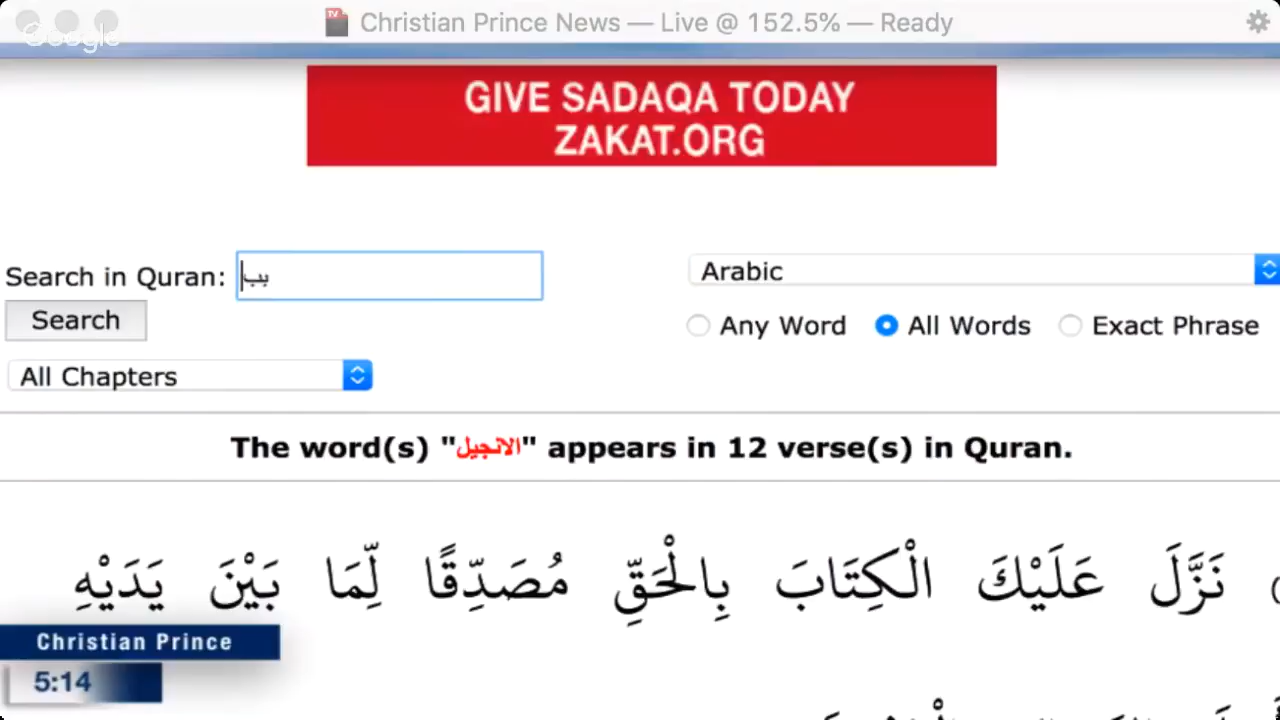 Christian Prince News — Live @ 152.5% — Ready
Google
GIVE SADAQA TODAY
ZAKAT.ORG
Search in Quran: بب
Arabic
Search
Any Word All Words Exact Phrase
All Chapters
The word(s) "الانجيل" appears in 12 verse(s) in Quran.
نَزَّلَ عَلَيْكَ الْكِتَابَ بِالْحَقِّ مُصَدِّقًا لِّمَا بَيْنَ يَدَيْهِ
Christian Prince
5:14